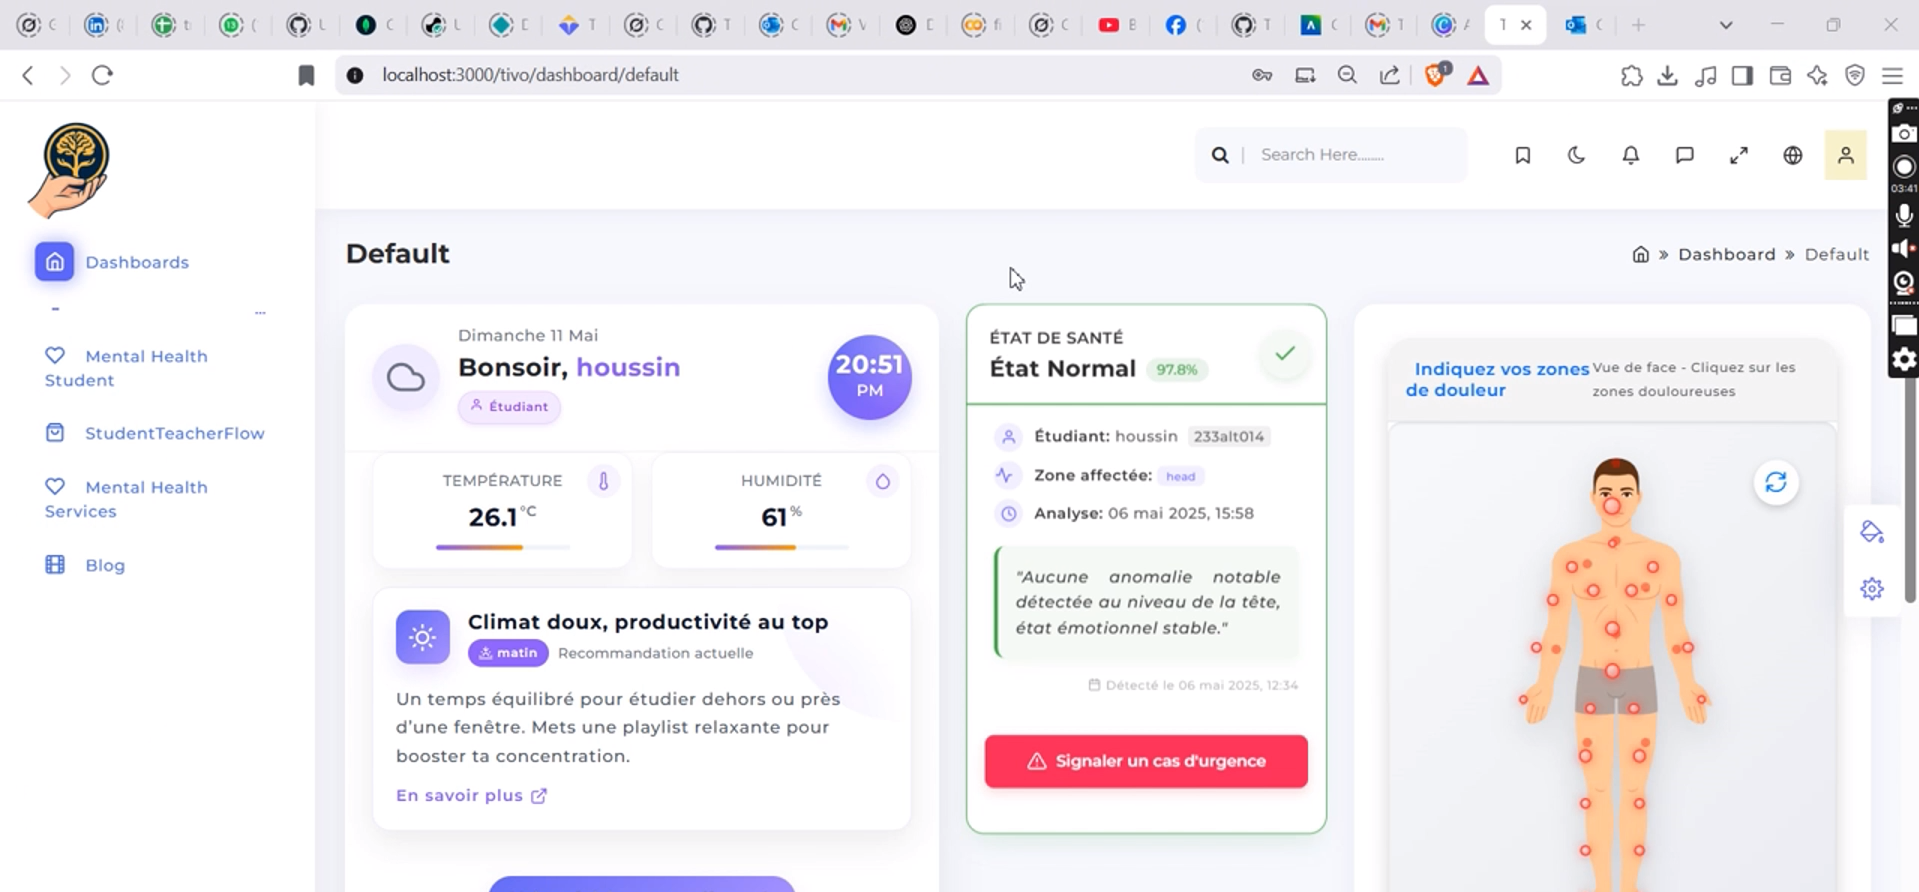 localhost:3000/tivo/dashboard/default
Search Here........
03:41
Dashboards
Mental Health Student
StudentTeacherFlow
Mental Health Services
Blog
Default
Dashboard » Default
Dimanche 11 Mai
Bonsoir, houssin
Étudiant
20:51
PM
TEMPÉRATURE
26.1°C
HUMIDITÉ
61%
Climat doux, productivité au top
matin Recommandation actuelle
Un temps équilibré pour étudier dehors ou près
d'une fenêtre. Mets une playlist relaxante pour
booster ta concentration.
En savoir plus
ÉTAT DE SANTÉ
État Normal 97.8%
Étudiant: houssin 233alt014
Zone affectée: head
Analyse: 06 mai 2025, 15:58
"Aucune anomalie notable
détectée au niveau de la tête,
état émotionnel stable."
Détecté le 06 mai 2025, 12:34
Signaler un cas d'urgence
Indiquez vos zones
de douleur
Vue de face - Cliquez sur les
zones douloureuses